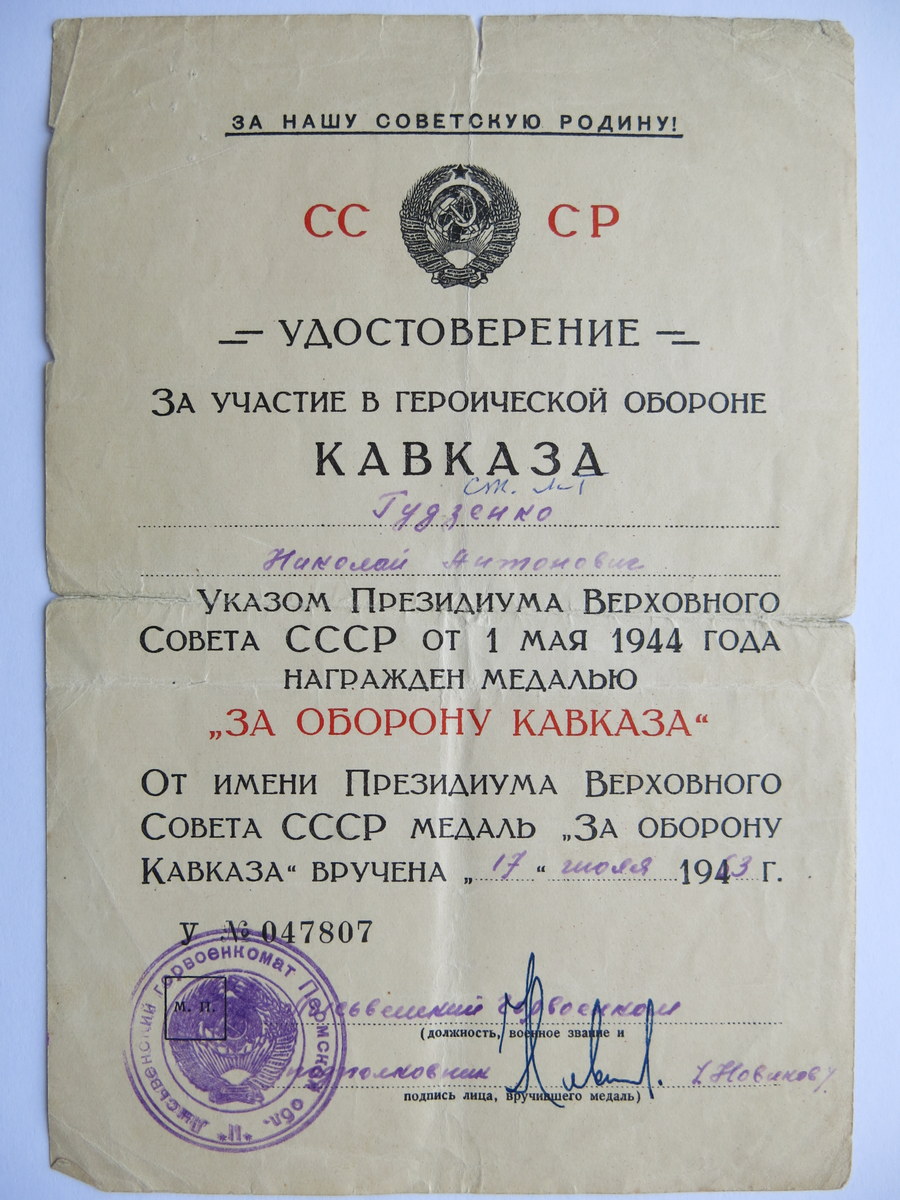 ЗА НАШУ СОВЕТСКУЮ РОДИНУ!
СС СР
УДОСТОВЕРЕНИЕ
ЗА УЧАСТИЕ В ГЕРОИЧЕСКОЙ ОБОРОНЕ
КАВКАЗА
Гудзенко
Николай Антонович
УКАЗОМ ПРЕЗИДИУМА ВЕРХОВНОГО
СОВЕТА СССР ОТ 1 МАЯ 1944 ГОДА
НАГРАЖДЕН МЕДАЛЬЮ
„ЗА ОБОРОНУ КАВКАЗА“
ОТ ИМЕНИ ПРЕЗИДИУМА ВЕРХОВНОГО
СОВЕТА СССР МЕДАЛЬ „ЗА ОБОРОНУ
КАВКАЗА“ ВРУЧЕНА „17“ июля 1963 Г.
У № 047807
Лысьвенский горвоенкомат Пермской обл.
м. п.
Лысьвенский горвоенком
(должность, военное звание и
подполковник /Новиков/
подпись лица, вручившего медаль)